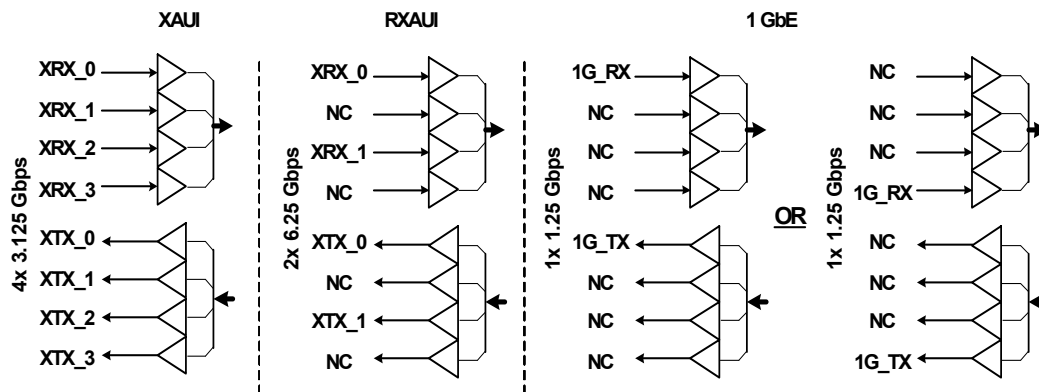 XAUI
RXAUI
1 GbE
4x 3.125 Gbps
XRX_0
XRX_1
XRX_2
XRX_3
XTX_0
XTX_1
XTX_2
XTX_3
2x 6.25 Gbps
XRX_0
NC
XRX_1
NC
XTX_0
NC
XTX_1
NC
1x 1.25 Gbps
1G_RX
NC
NC
NC
1G_TX
NC
NC
NC
OR
1x 1.25 Gbps
NC
NC
NC
1G_RX
NC
NC
NC
1G_TX